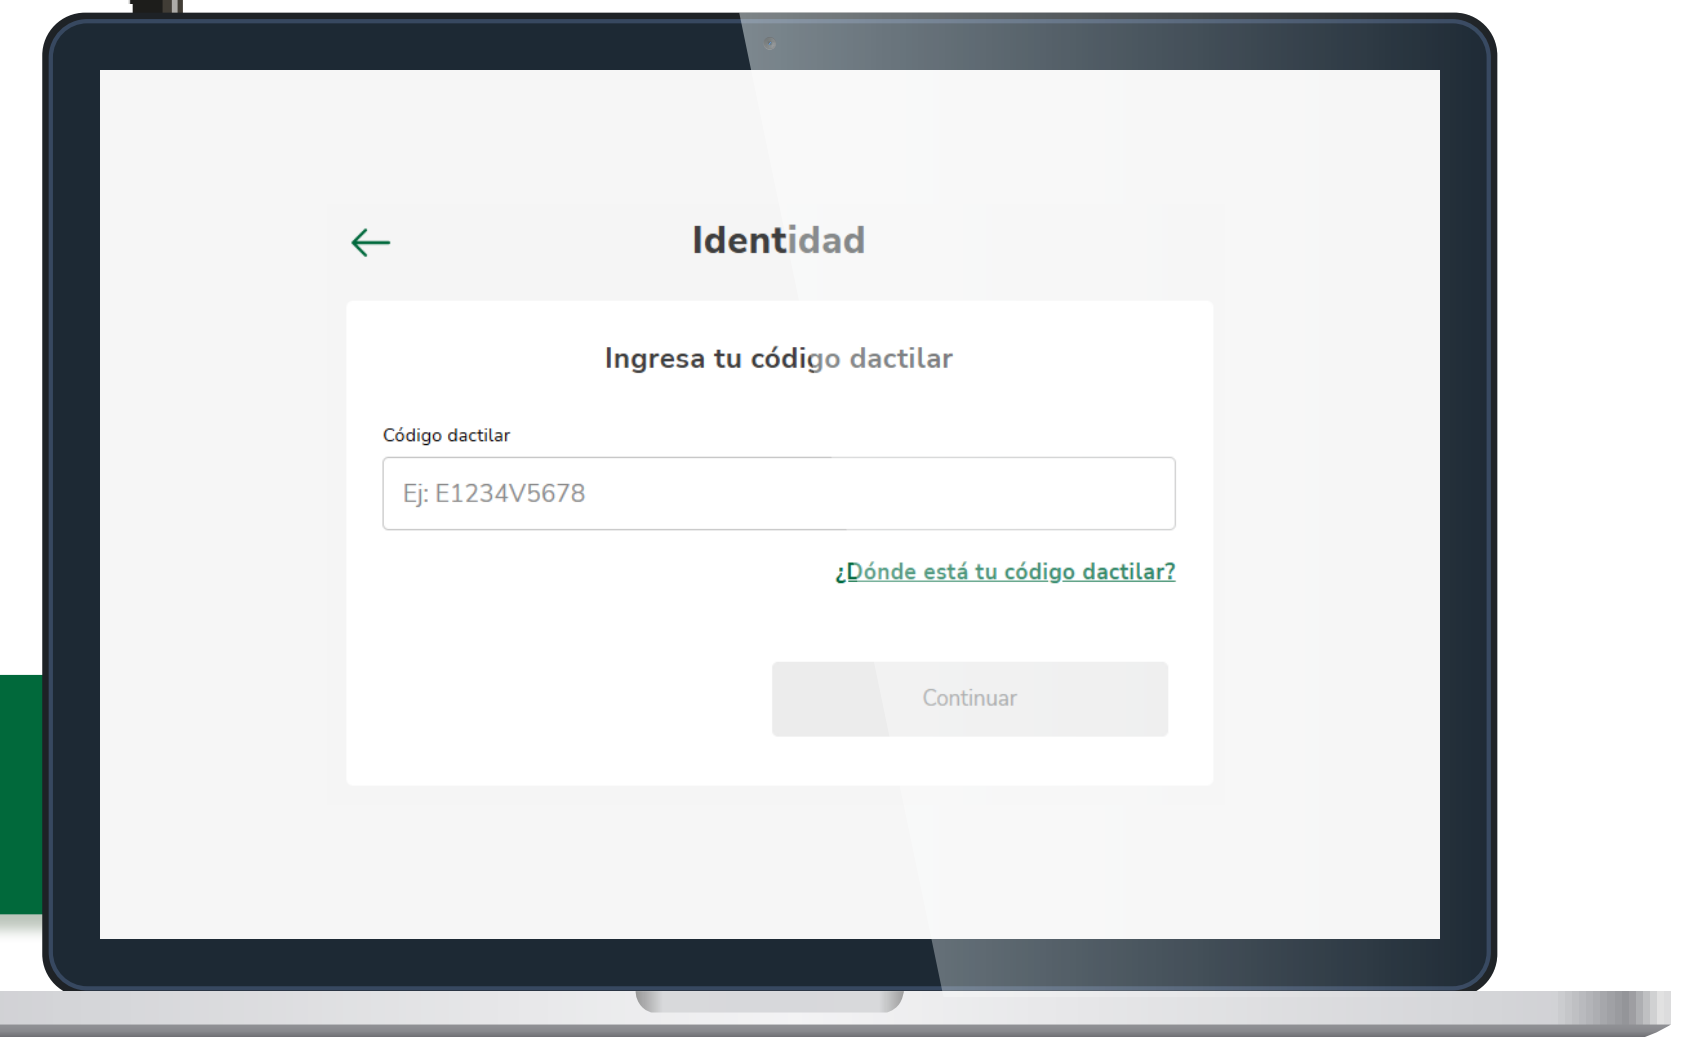 Identidad
Ingresa tu código dactilar
Código dactilar
Ej: E1234V5678
¿Dónde está tu código dactilar?
Continuar